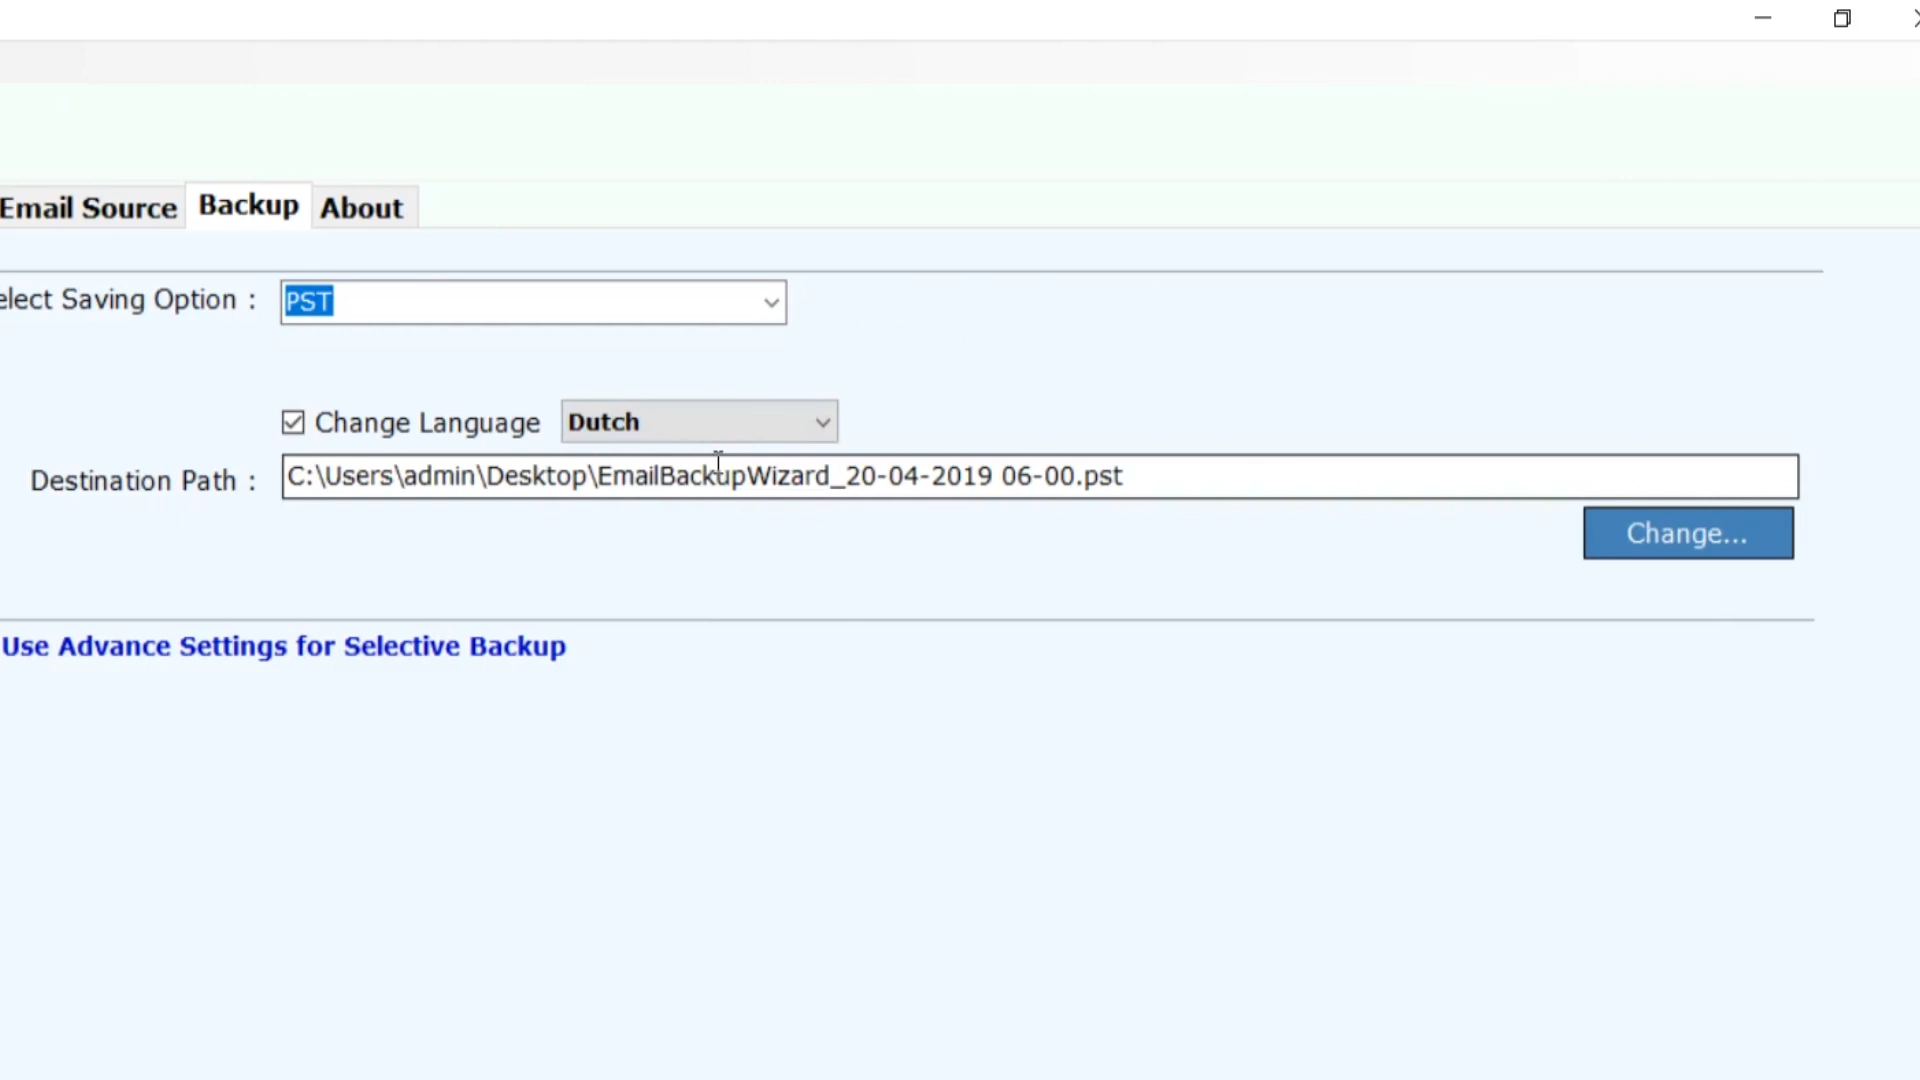 Email Source Backup About
elect Saving Option : PST
Change Language Dutch
Destination Path : C:\Users\admin\Desktop\EmailBackupWizard_20-04-2019 06-00.pst
Change...
Use Advance Settings for Selective Backup